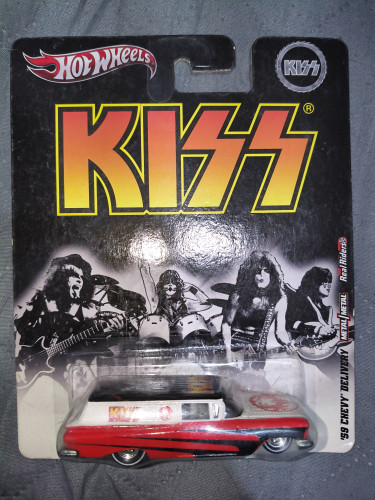 HOT WHEELS
KISS
KISS®
'59 CHEVY DELIVERY
METAL/METAL
Real Riders
KISS